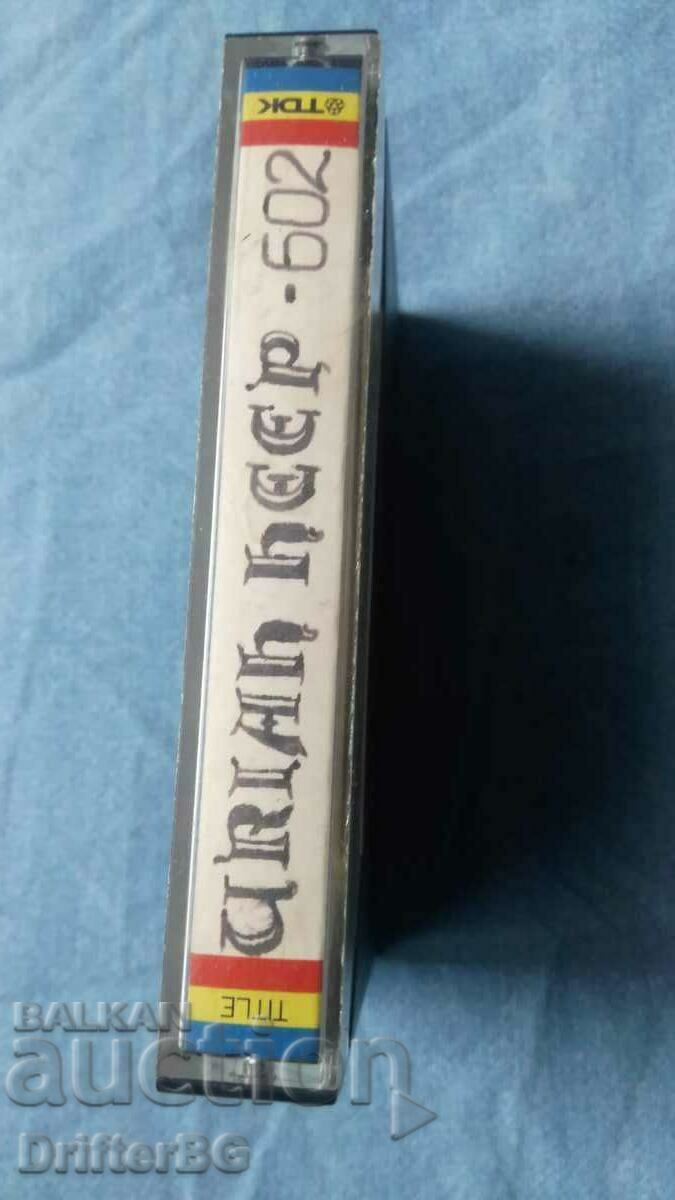 TDK
URIAH HEEP - 602
TITLE
BALKAN
auction
DrifterBG